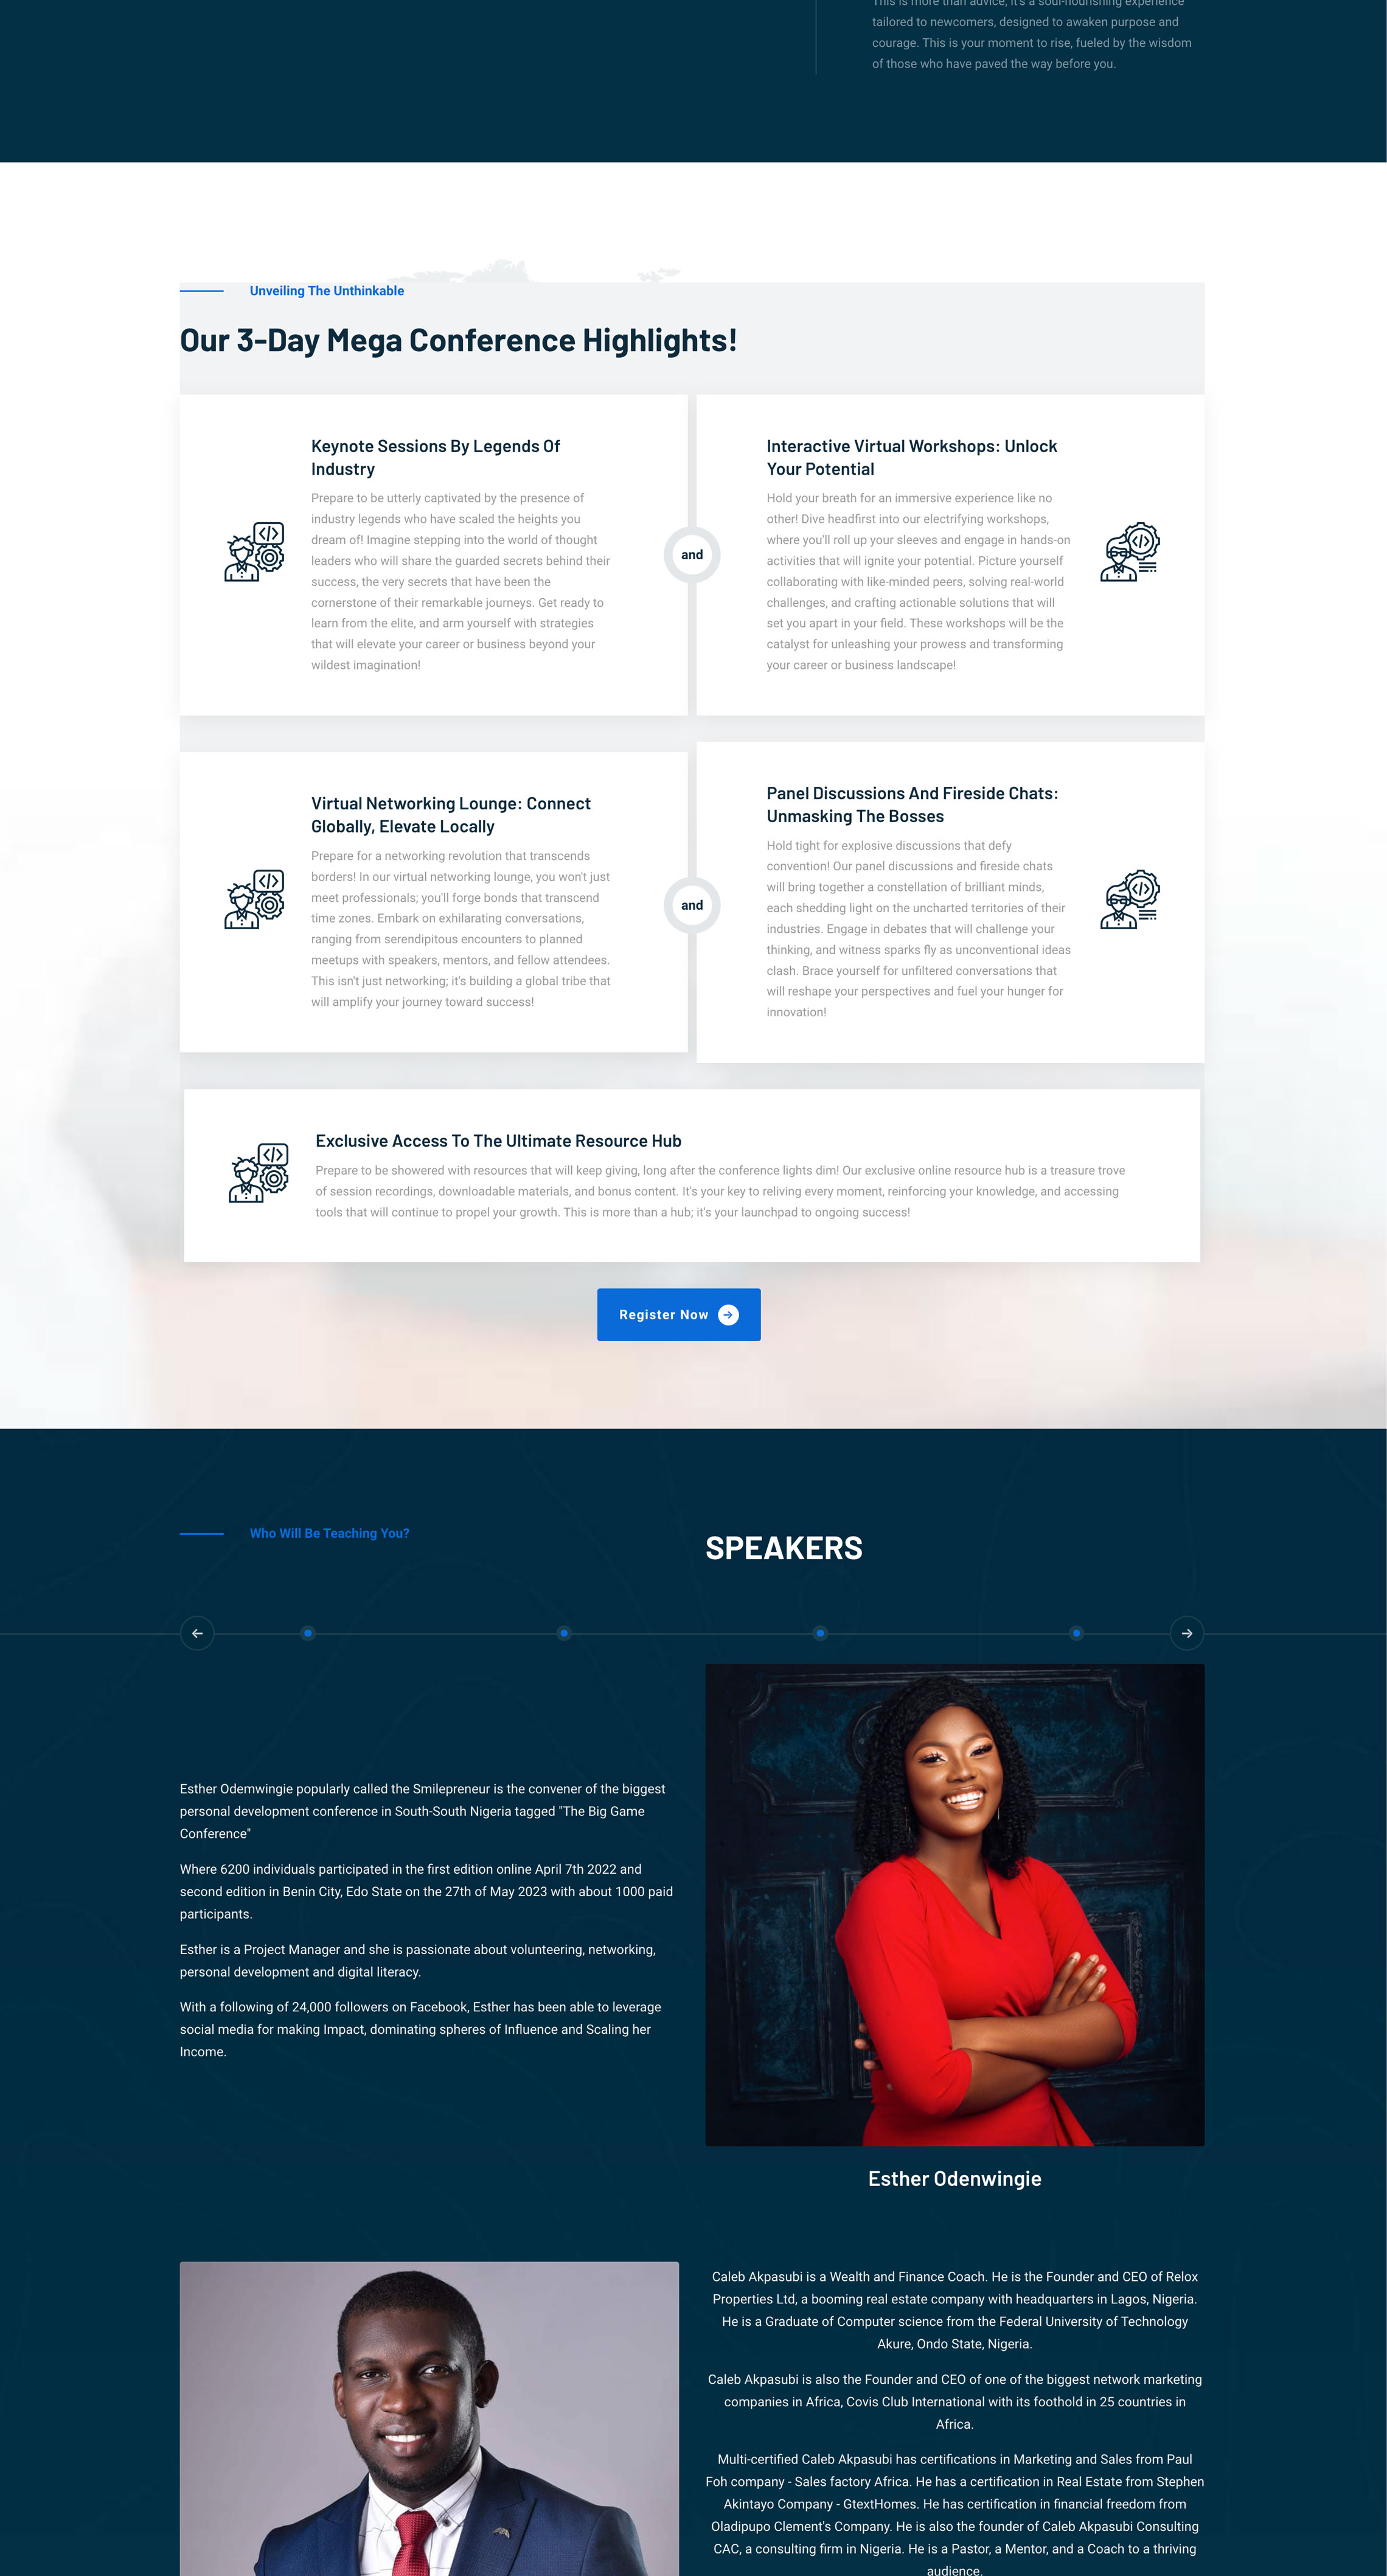 This is more than advice, it's a soul-nourishing experience
tailored to newcomers, designed to awaken purpose and
courage. This is your moment to rise, fueled by the wisdom
of those who have paved the way before you.
Unveiling The Unthinkable
Our 3-Day Mega Conference Highlights!
Keynote Sessions By Legends Of
Industry
Prepare to be utterly captivated by the presence of
industry legends who have scaled the heights you
dream of! Imagine stepping into the world of thought
leaders who will share the guarded secrets behind their
success, the very secrets that have been the
cornerstone of their remarkable journeys. Get ready to
learn from the elite, and arm yourself with strategies
that will elevate your career or business beyond your
wildest imagination!
and
Interactive Virtual Workshops: Unlock
Your Potential
Hold your breath for an immersive experience like no
other! Dive headfirst into our electrifying workshops,
where you'll roll up your sleeves and engage in hands-on
activities that will ignite your potential. Picture yourself
collaborating with like-minded peers, solving real-world
challenges, and crafting actionable solutions that will
set you apart in your field. These workshops will be the
catalyst for unleashing your prowess and transforming
your career or business landscape!
Virtual Networking Lounge: Connect
Globally, Elevate Locally
Prepare for a networking revolution that transcends
borders! In our virtual networking lounge, you won't just
meet professionals; you'll forge bonds that transcend
time zones. Embark on exhilarating conversations,
ranging from serendipitous encounters to planned
meetups with speakers, mentors, and fellow attendees.
This isn't just networking; it's building a global tribe that
will amplify your journey toward success!
and
Panel Discussions And Fireside Chats:
Unmasking The Bosses
Hold tight for explosive discussions that defy
convention! Our panel discussions and fireside chats
will bring together a constellation of brilliant minds,
each shedding light on the uncharted territories of their
industries. Engage in debates that will challenge your
thinking, and witness sparks fly as unconventional ideas
clash. Brace yourself for unfiltered conversations that
will reshape your perspectives and fuel your hunger for
innovation!
Exclusive Access To The Ultimate Resource Hub
Prepare to be showered with resources that will keep giving, long after the conference lights dim! Our exclusive online resource hub is a treasure trove
of session recordings, downloadable materials, and bonus content. It's your key to reliving every moment, reinforcing your knowledge, and accessing
tools that will continue to propel your growth. This is more than a hub; it's your launchpad to ongoing success!
Register Now
Who Will Be Teaching You?
SPEAKERS
Esther Odemwingie popularly called the Smilepreneur is the convener of the biggest
personal development conference in South-South Nigeria tagged "The Big Game
Conference"
Where 6200 individuals participated in the first edition online April 7th 2022 and
second edition in Benin City, Edo State on the 27th of May 2023 with about 1000 paid
participants.
Esther is a Project Manager and she is passionate about volunteering, networking,
personal development and digital literacy.
With a following of 24,000 followers on Facebook, Esther has been able to leverage
social media for making Impact, dominating spheres of Influence and Scaling her
Income.
Esther Odenwingie
Caleb Akpasubi is a Wealth and Finance Coach. He is the Founder and CEO of Relox
Properties Ltd, a booming real estate company with headquarters in Lagos, Nigeria.
He is a Graduate of Computer science from the Federal University of Technology
Akure, Ondo State, Nigeria.
Caleb Akpasubi is also the Founder and CEO of one of the biggest network marketing
companies in Africa, Covis Club International with its foothold in 25 countries in
Africa.
Multi-certified Caleb Akpasubi has certifications in Marketing and Sales from Paul
Foh company - Sales factory Africa. He has a certification in Real Estate from Stephen
Akintayo Company - GtextHomes. He has certification in financial freedom from
Oladipupo Clement's Company. He is also the founder of Caleb Akpasubi Consulting
CAC, a consulting firm in Nigeria. He is a Pastor, a Mentor, and a Coach to a thriving
audience.